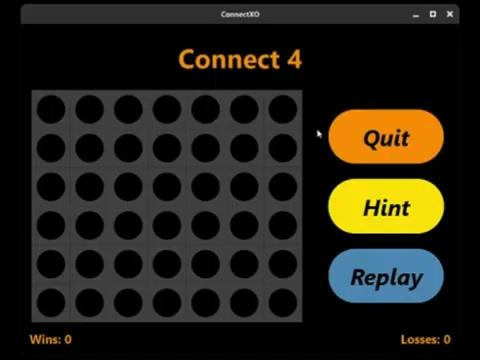 ConnectXO
Connect 4
Quit
Hint
Replay
Wins: 0
Losses: 0